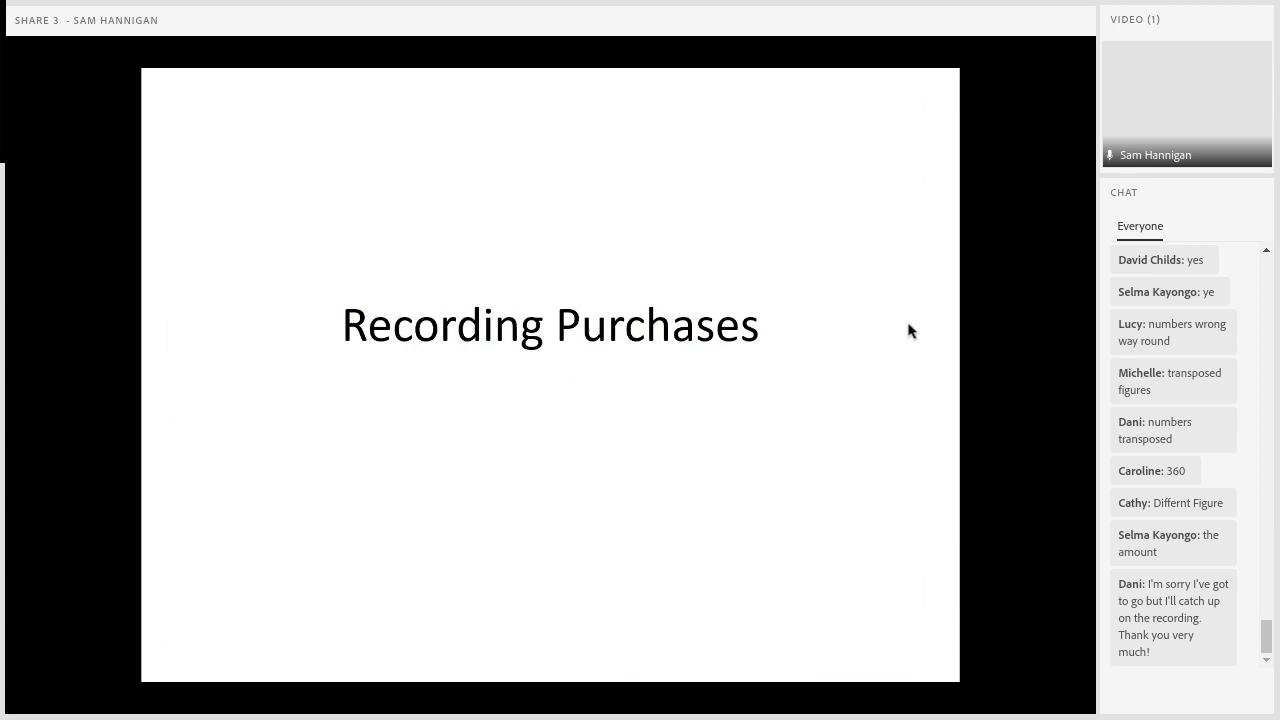 SHARE 3 - SAM HANNIGAN
Recording Purchases
VIDEO (1)
Sam Hannigan
CHAT
Everyone
David Childs: yes
Selma Kayongo: ye
Lucy: numbers wrong
way round
Michelle: transposed
figures
Dani: numbers
transposed
Caroline: 360
Cathy: Differnt Figure
Selma Kayongo: the
amount
Dani: I'm sorry I've got
to go but I'll catch up
on the recording.
Thank you very
much!